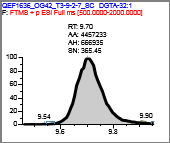 QEF1636_OG42_T3-9-2-7_SC DGTA-32:1
F: FTMS + p ESI Full ms [500.0000-2000.0000]
RT: 9.70
AA: 4457233
AH: 666935
SN: 365.45
100
80
60
40
20
0
9.54
9.90
9.6
9.8